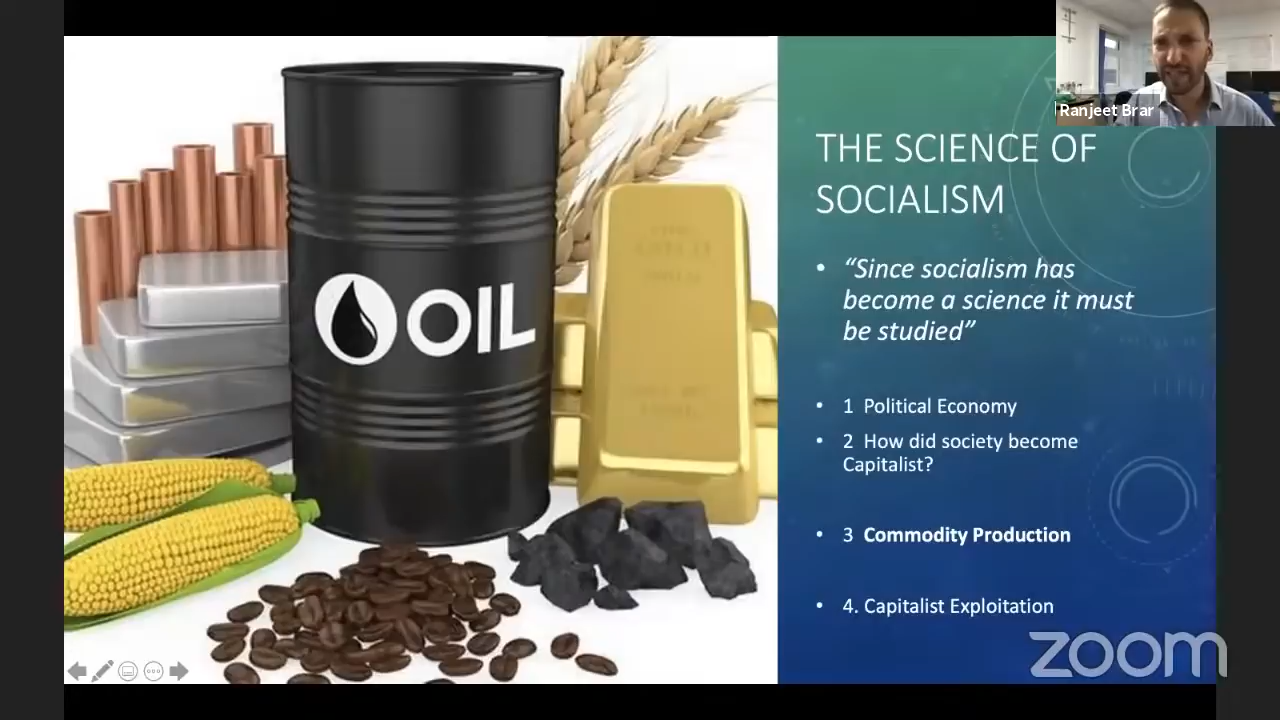 Ranjeet Brar
THE SCIENCE OF
SOCIALISM
• “Since socialism has
become a science it must
be studied”
• 1 Political Economy
• 2 How did society become
Capitalist?
• 3 Commodity Production
• 4. Capitalist Exploitation
OIL
zoom